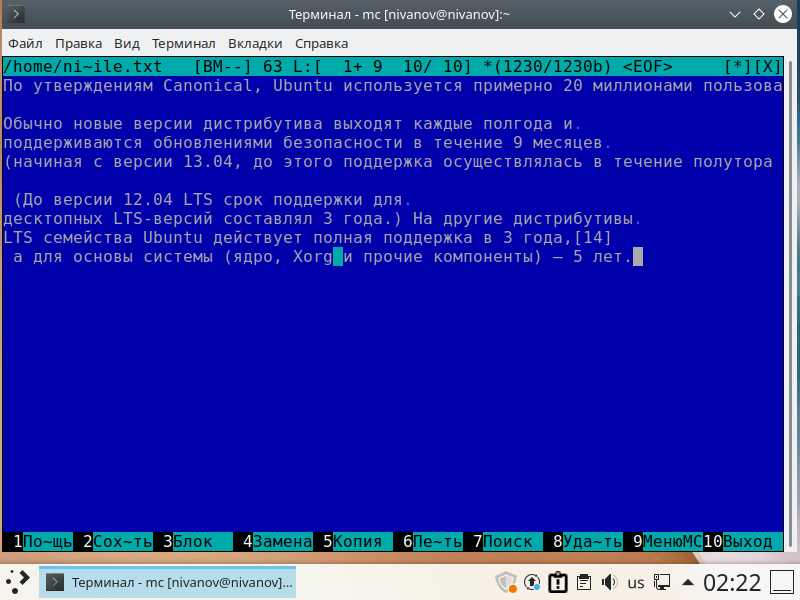 Терминал - mc [nivanov@nivanov]:~
Файл Правка Вид Терминал Вкладки Справка
/home/ni~ile.txt [BM--] 63 L:[ 1+ 9 10/ 10] *(1230/1230b) <EOF> [*][X]
По утверждениям Canonical, Ubuntu используется примерно 20 миллионами пользова
Обычно новые версии дистрибутива выходят каждые полгода и.
поддерживаются обновлениями безопасности в течение 9 месяцев.
(начиная с версии 13.04, до этого поддержка осуществлялась в течение полутора
(До версии 12.04 LTS срок поддержки для.
десктопных LTS-версий составлял 3 года.) На другие дистрибутивы.
LTS семейства Ubuntu действует полная поддержка в 3 года,[14]
а для основы системы (ядро, Xorg и прочие компоненты) — 5 лет.
1По~щь 2Сох~ть 3Блок 4Замена 5Копия 6Пе~ть 7Поиск 8Уда~ть 9МенюMC 10Выход
Терминал - mc [nivanov@nivanov]... us 02:22